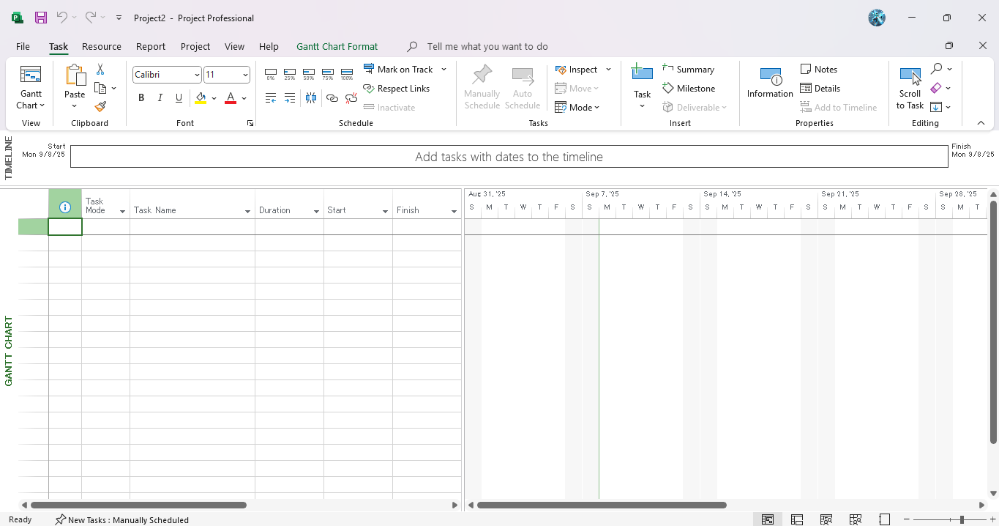 Project2 - Project Professional
File Task Resource Report Project View Help Gantt Chart Format Tell me what you want to do
Gantt Chart
Paste
Calibri 11
B I U A
0% 25% 50% 75% 100%
Mark on Track
Respect Links
Inactivate
Manually Schedule
Auto Schedule
Inspect
Move
Mode
Task
Summary
Milestone
Deliverable
Information
Notes
Details
Add to Timeline
Scroll to Task
View Clipboard Font Schedule Tasks Insert Properties Editing
TIMELINE
Start
Mon 9/8/25
Add tasks with dates to the timeline
Finish
Mon 9/8/25
Task Mode Task Name Duration Start Finish
Aug 31, '25 Sep 7, '25 Sep 14, '25 Sep 21, '25 Sep 28, '25
S M T W T F S S M T W T F S S M T W T F S S M T W T F S S M T
GANTT CHART
Ready New Tasks : Manually Scheduled